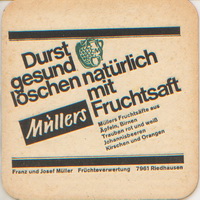 Durst
gesund natürlich
löschen mit
Müllers Fruchtsaft
Müllers Fruchtsäfte aus
Äpfeln, Birnen
Trauben rot und weiß
Johannisbeeren
Kirschen und Orangen
Franz und Josef Müller Früchteverwertung 7961 Riedhausen